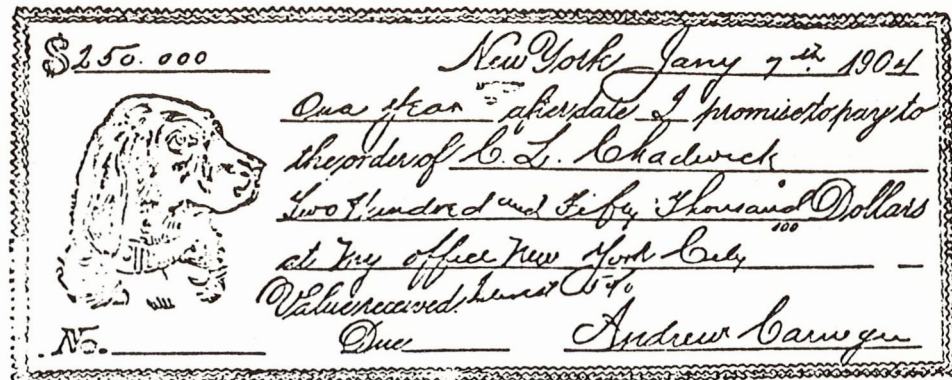 $250.000 New York Jany 7th 1904
One Year after date I promise to pay to
the order of C. L. Chadwick
Two Hundred and Fifty Thousand Dollars
100
at my office New York City
Value received. Interest 5%
No. Due Andrew Carnegie